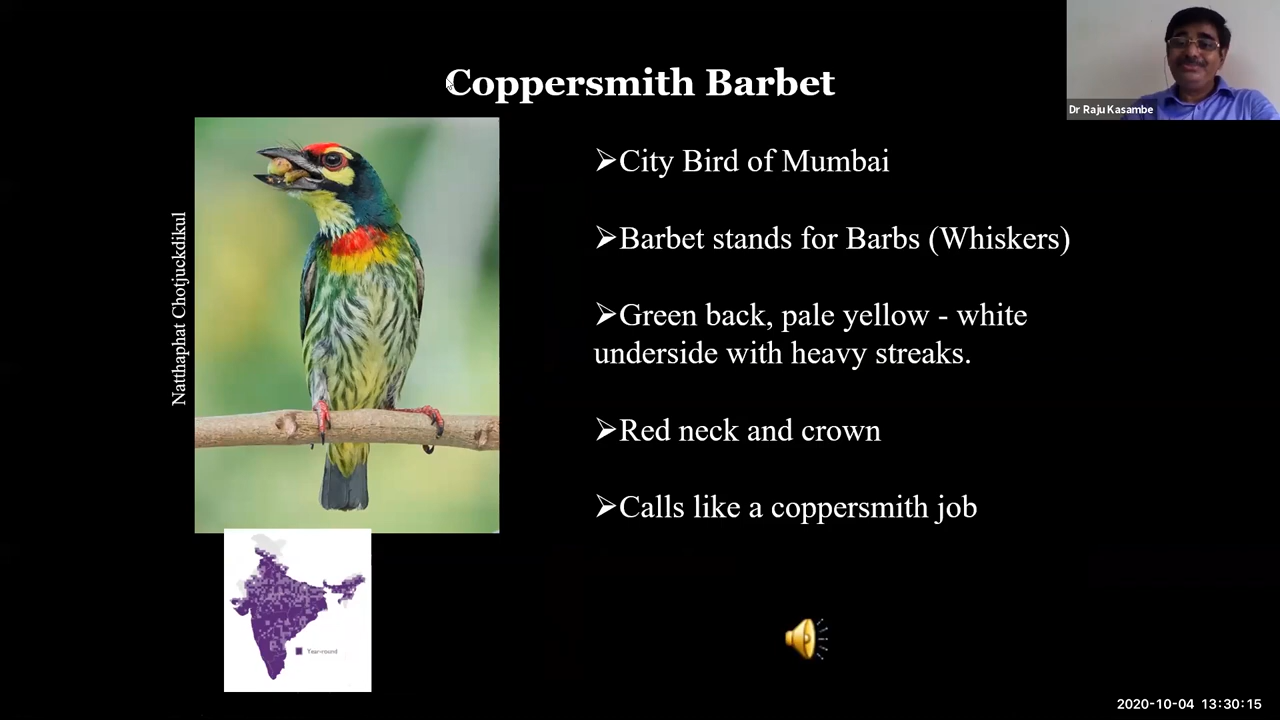 Coppersmith Barbet
Dr Raju Kasambe
Natthaphat Chotjuckdikul
➢City Bird of Mumbai
➢Barbet stands for Barbs (Whiskers)
➢Green back, pale yellow - white
underside with heavy streaks.
➢Red neck and crown
➢Calls like a coppersmith job
Year-round
2020-10-04 13:30:15